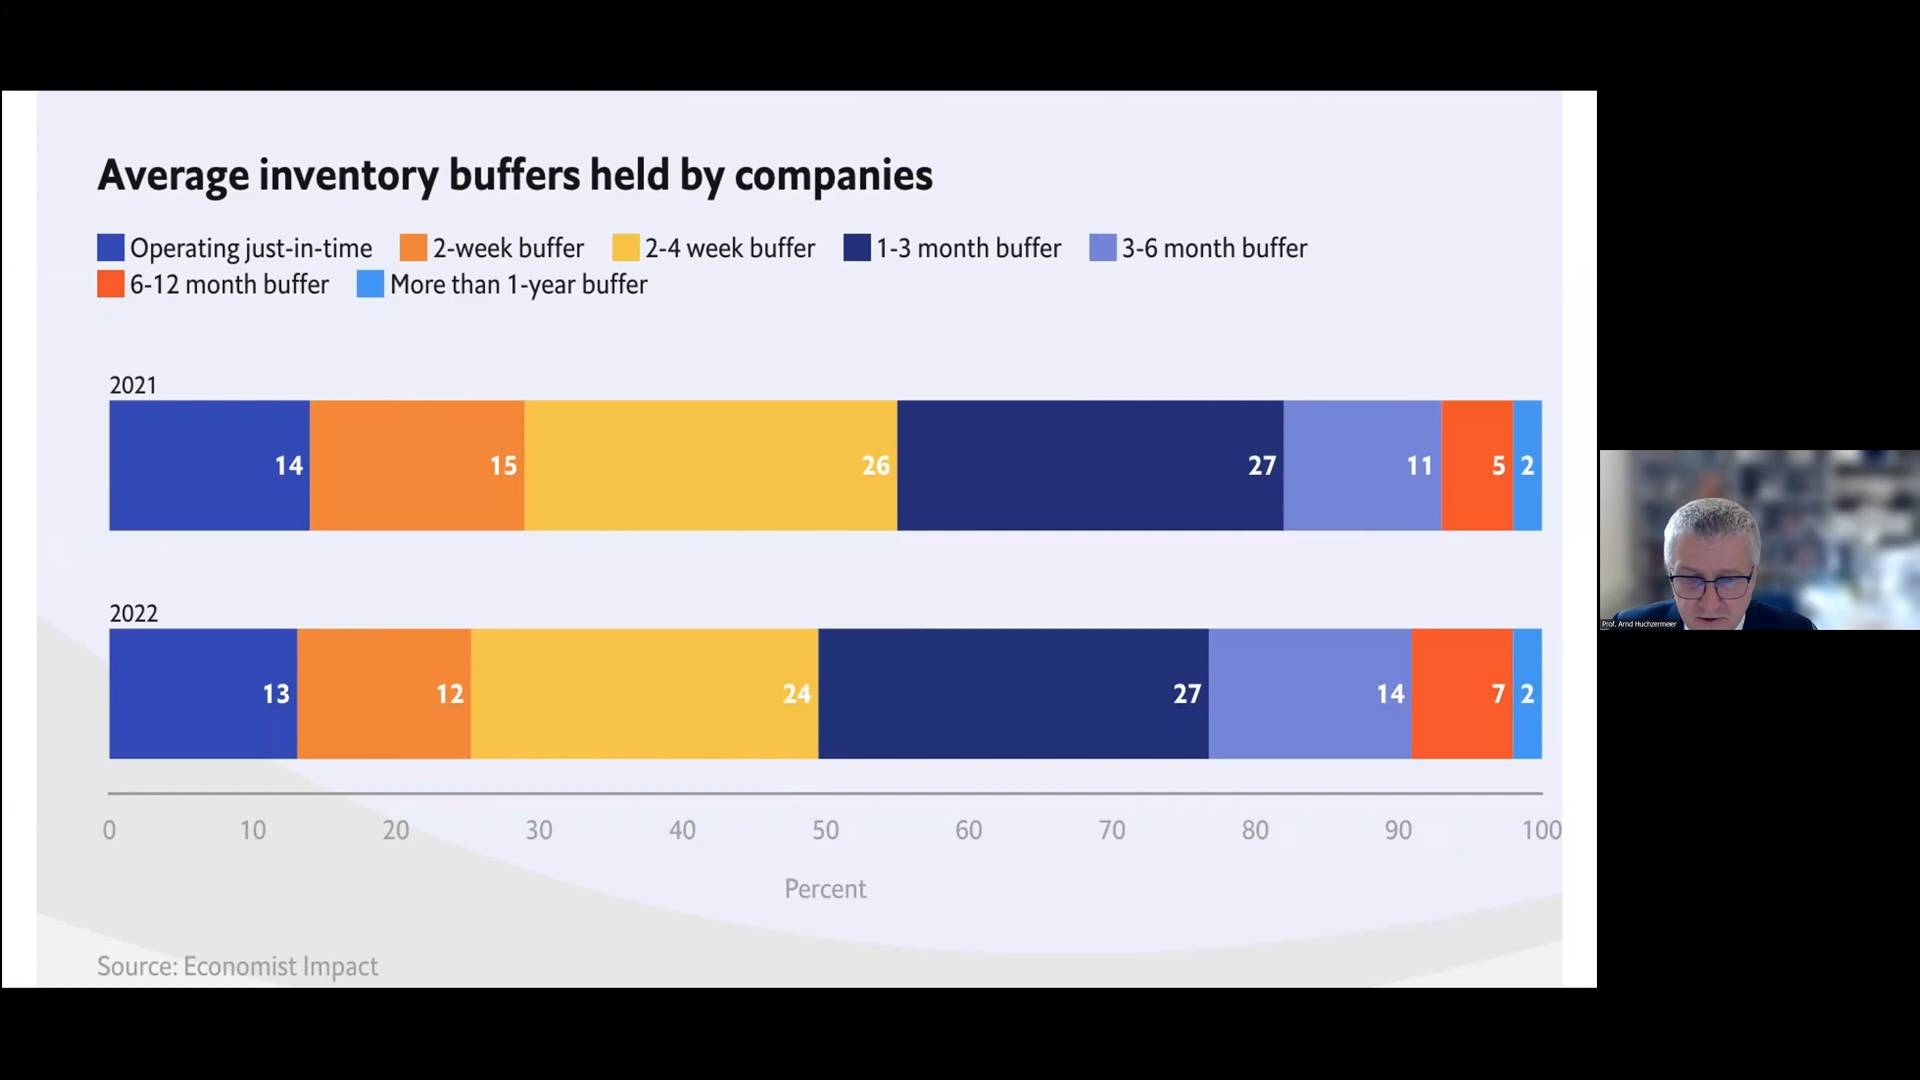 Average inventory buffers held by companies
Operating just-in-time 2-week buffer 2-4 week buffer 1-3 month buffer 3-6 month buffer
6-12 month buffer More than 1-year buffer
2021
14 15 26 27 11 5 2
2022
13 12 24 27 14 7 2
0 10 20 30 40 50 60 70 80 90 100
Percent
Source: Economist Impact
Prof. Arnd Huchzermeier